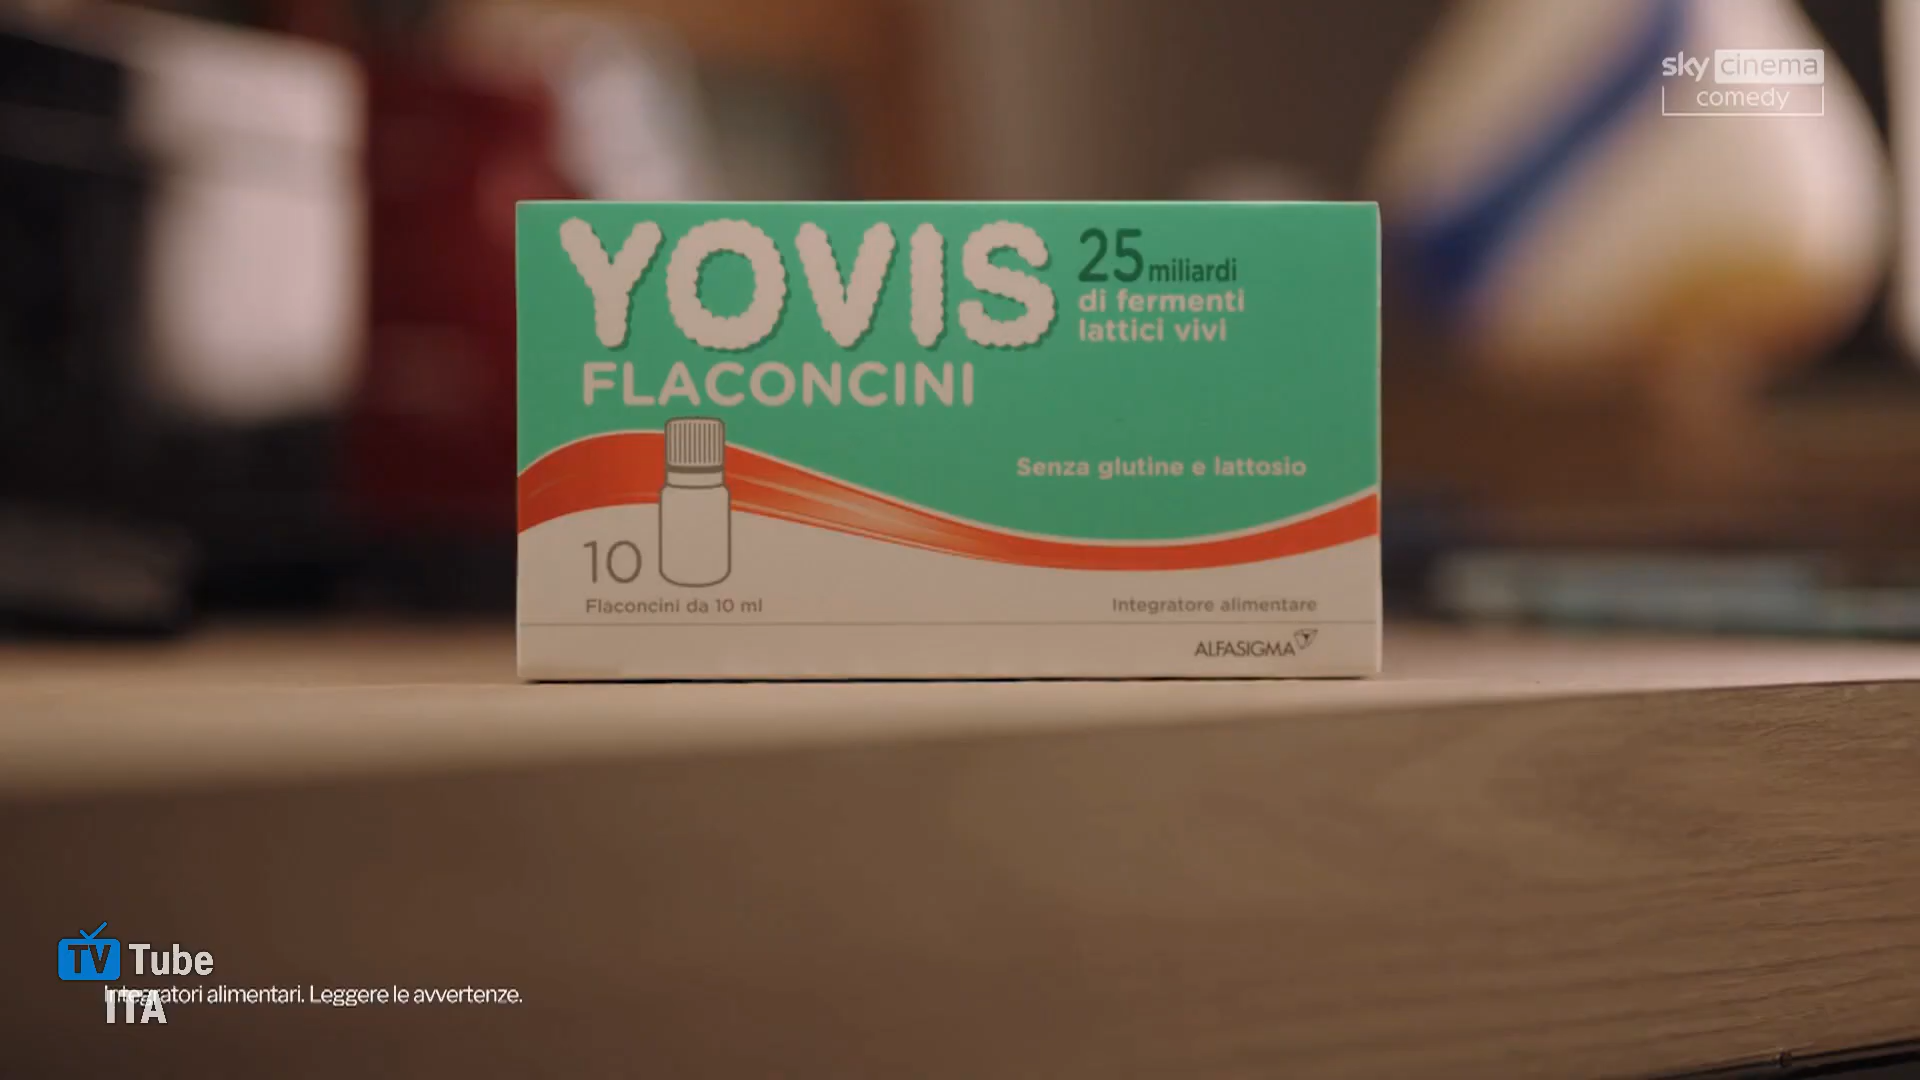 sky cinema
comedy
YOVIS
FLACONCINI
25 miliardi
di fermenti
lattici vivi
Senza glutine e lattosio
10
Flaconcini da 10 ml
Integratore alimentare
ALFASIGMA
TV Tube
ITA
Integratori alimentari. Leggere le avvertenze.